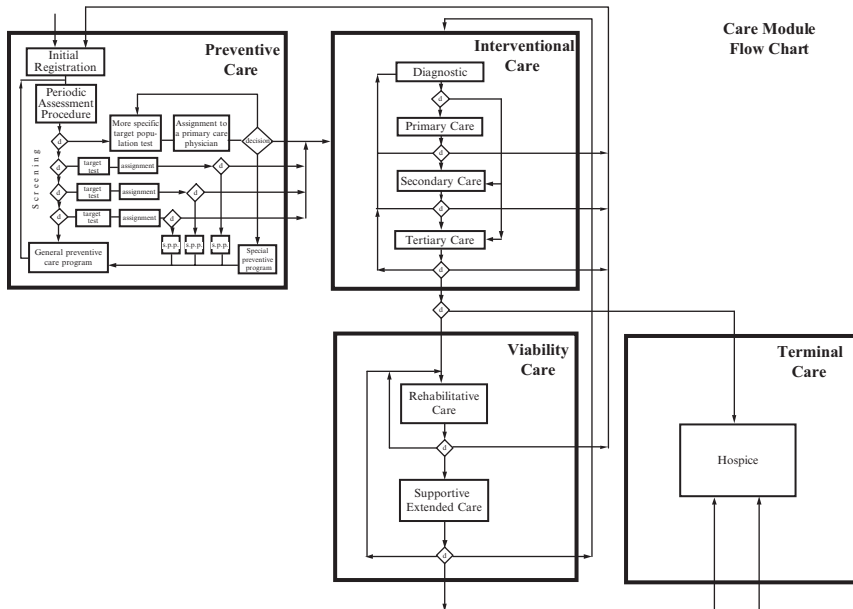 Care Module
Flow Chart
Preventive
Care
Initial
Registration
Periodic
Assessment
Procedure
Screening
d
More specific
target popu-
lation test
Assignment to
a primary care
physician
decision
d
target
test
assignment
d
d
target
test
assignment
d
d
target
test
assignment
d
s.p.p.
s.p.p.
s.p.p.
Special
preventive
program
General preventive
care program
Interventional
Care
Diagnostic
d
Primary Care
d
Secondary Care
d
Tertiary Care
d
d
Viability
Care
Rehabilitative
Care
d
Supportive
Extended Care
d
Terminal
Care
Hospice